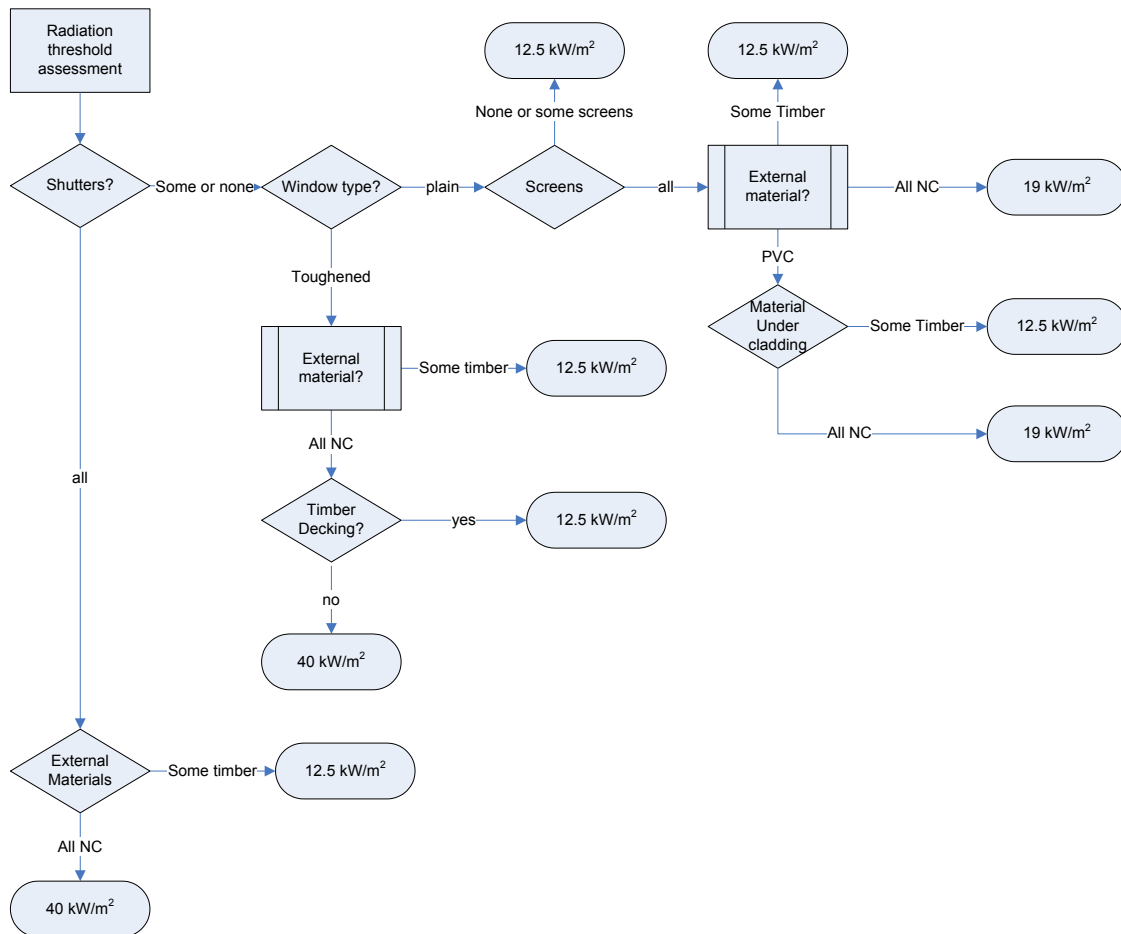 Radiation
threshold
assessment
12.5 kW/m²
12.5 kW/m²
None or some screens
Some Timber
Shutters?
Some or none
Window type?
plain
Screens
all
External
material?
All NC
19 kW/m²
PVC
Toughened
Material
Under
cladding
Some Timber
12.5 kW/m²
External
material?
Some timber
12.5 kW/m²
All NC
19 kW/m²
All NC
all
Timber
Decking?
yes
12.5 kW/m²
no
40 kW/m²
External
Materials
Some timber
12.5 kW/m²
All NC
40 kW/m²